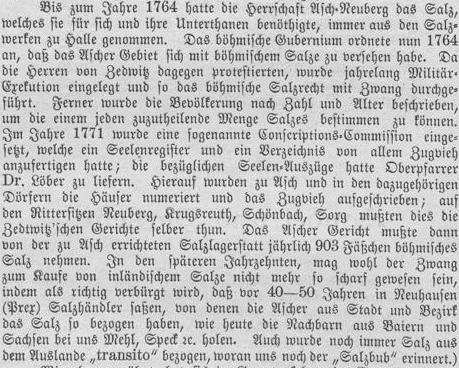 Bis zum Jahre 1764 hatte die Herrschaft Asch-Neuberg das Salz,
welches sie für sich und ihre Unterthanen benöthigte, immer aus den Salz-
werken zu Halle genommen. Das böhmische Gubernium ordnete nun 1764
an, daß das Ascher Gebiet sich mit böhmischem Salze zu versehen habe. Da
die Herren von Zedwitz dagegen protestierten, wurde jahrelang Militär-
Exekution eingelegt und so das böhmische Salzrecht mit Zwang durchge-
führt. Ferner wurde die Bevölkerung nach Zahl und Alter beschrieben,
um die einem jeden zuzutheilende Menge Salzes bestimmen zu können.
Im Jahre 1771 wurde eine sogenannte Conscriptions-Commission einge-
setzt, welche ein Seelenregister und ein Verzeichnis von allem Zugvieh
anzufertigen hatte; die bezüglichen Seelen-Auszüge hatte Oberpfarrer
Dr. Löber zu liefern. Hierauf wurden zu Asch und in den dazugehörigen
Dörfern die Häuser numeriert und das Zugvieh aufgeschrieben; auf
den Rittersitzen Neuberg, Krugsreuth, Schönbach, Sorg mußten dies die
Zedtwitz'schen Gerichte selber thun. Das Ascher Gericht mußte dann
von der zu Asch errichteten Salzlagerstatt jährlich 903 Fäßchen böhmisches
Salz nehmen. In den späteren Jahrzehnten, mag wohl der Zwang
zum Kaufe von inländischem Salze nicht mehr so scharf gewesen sein,
indem als richtig verbürgt wird, daß vor 40—50 Jahren in Neuhausen
(Prex) Salzhändler saßen, von denen die Ascher aus Stadt und Bezirk
das Salz so bezogen haben, wie heute die Nachbarn aus Baiern und
Sachsen bei uns Mehl, Speck ꝛc. holen. Auch wurde noch immer Salz aus
dem Auslande „transito" bezogen, woran uns noch der „Salzbub" erinnert.)